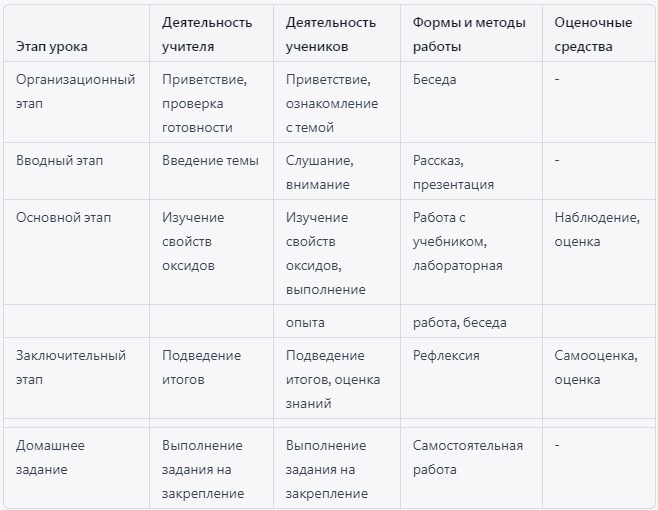 Этап урока
Деятельность
учителя
Деятельность
учеников
Формы и методы
работы
Оценочные
средства
Организационный
этап
Приветствие,
проверка
готовности
Приветствие,
ознакомление
с темой
Беседа
-
Вводный этап
Введение темы
Слушание,
внимание
Рассказ,
презентация
-
Основной этап
Изучение
свойств
оксидов
Изучение
свойств
оксидов,
выполнение
Работа с
учебником,
лабораторная
Наблюдение,
оценка
опыта
работа, беседа
Заключительный
этап
Подведение
итогов
Подведение
итогов, оценка
знаний
Рефлексия
Самооценка,
оценка
Домашнее
задание
Выполнение
задания на
закрепление
Выполнение
задания на
закрепление
Самостоятельная
работа
-